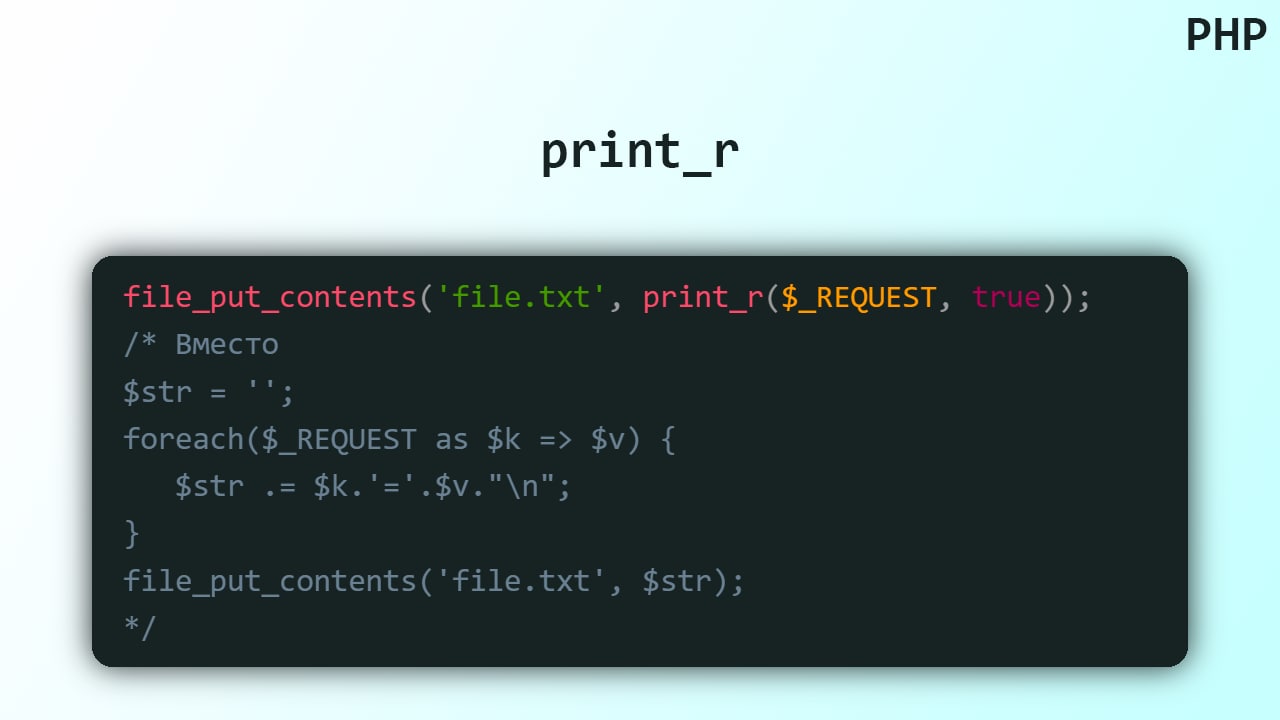 PHP
print_r
file_put_contents('file.txt', print_r($_REQUEST, true));
/* Вместо
$str = '';
foreach($_REQUEST as $k => $v) {
   $str .= $k.'='.$v."\n";
}
file_put_contents('file.txt', $str);
*/